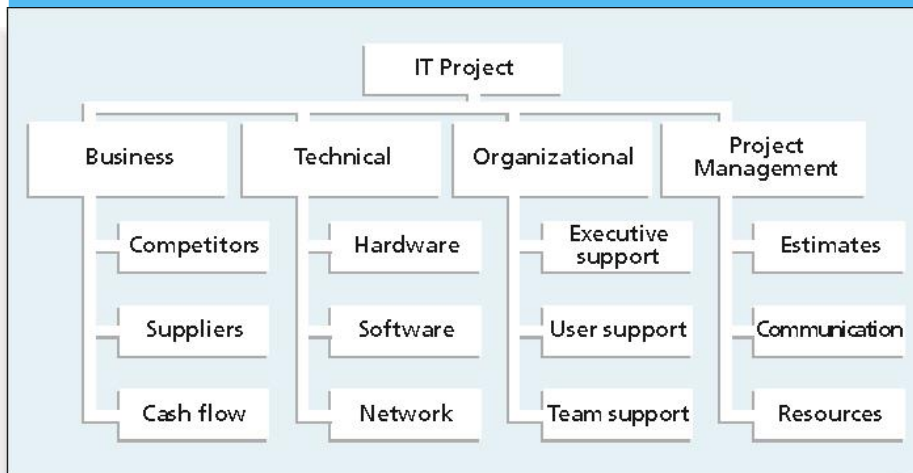 IT Project
Business
Technical
Organizational
Project
Management
Competitors
Hardware
Executive
support
Estimates
Suppliers
Software
User support
Communication
Cash flow
Network
Team support
Resources